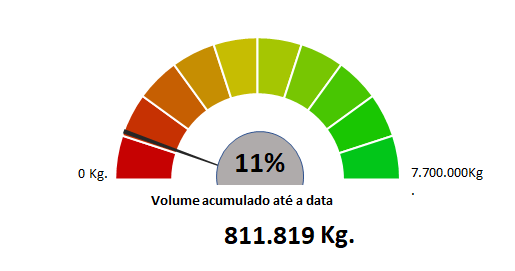 11%
0 Kg.
7.700.000Kg
.
Volume acumulado até a data
811.819 Kg.